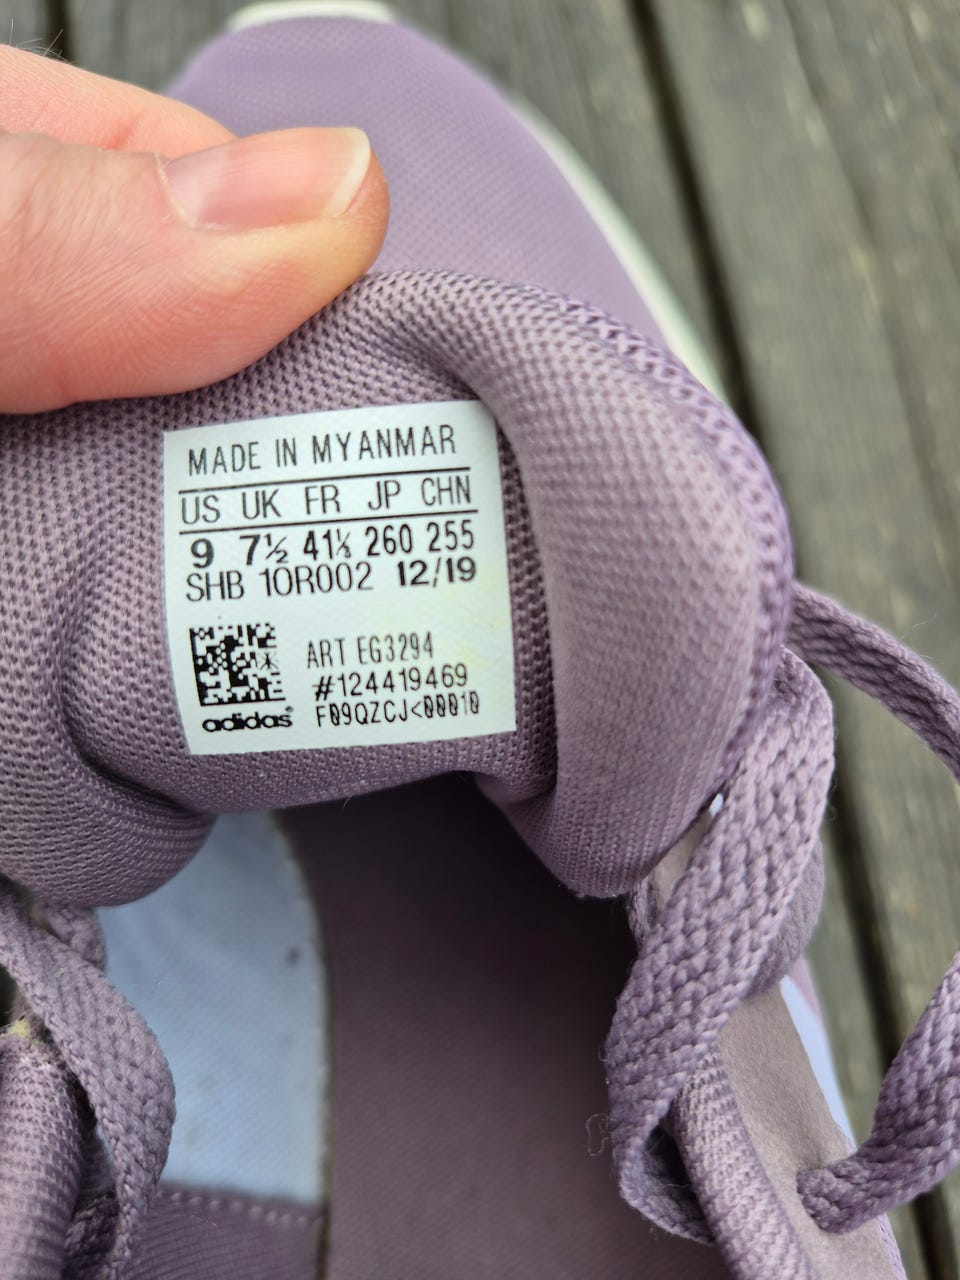 MADE IN MYANMAR
US UK FR JP CHN
9 7½ 41⅓ 260 255
SHB 10R002 12/19
ART EG3294
#124419469
F09QZCJ<00010
adidas®